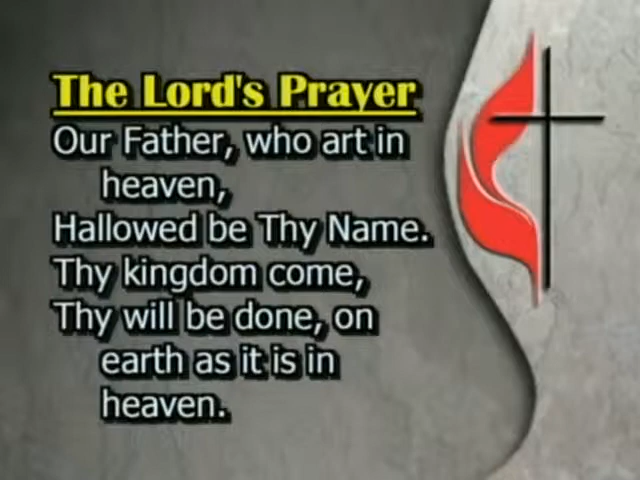 The Lord's Prayer
Our Father, who art in
heaven,
Hallowed be Thy Name.
Thy kingdom come,
Thy will be done, on
earth as it is in
heaven.